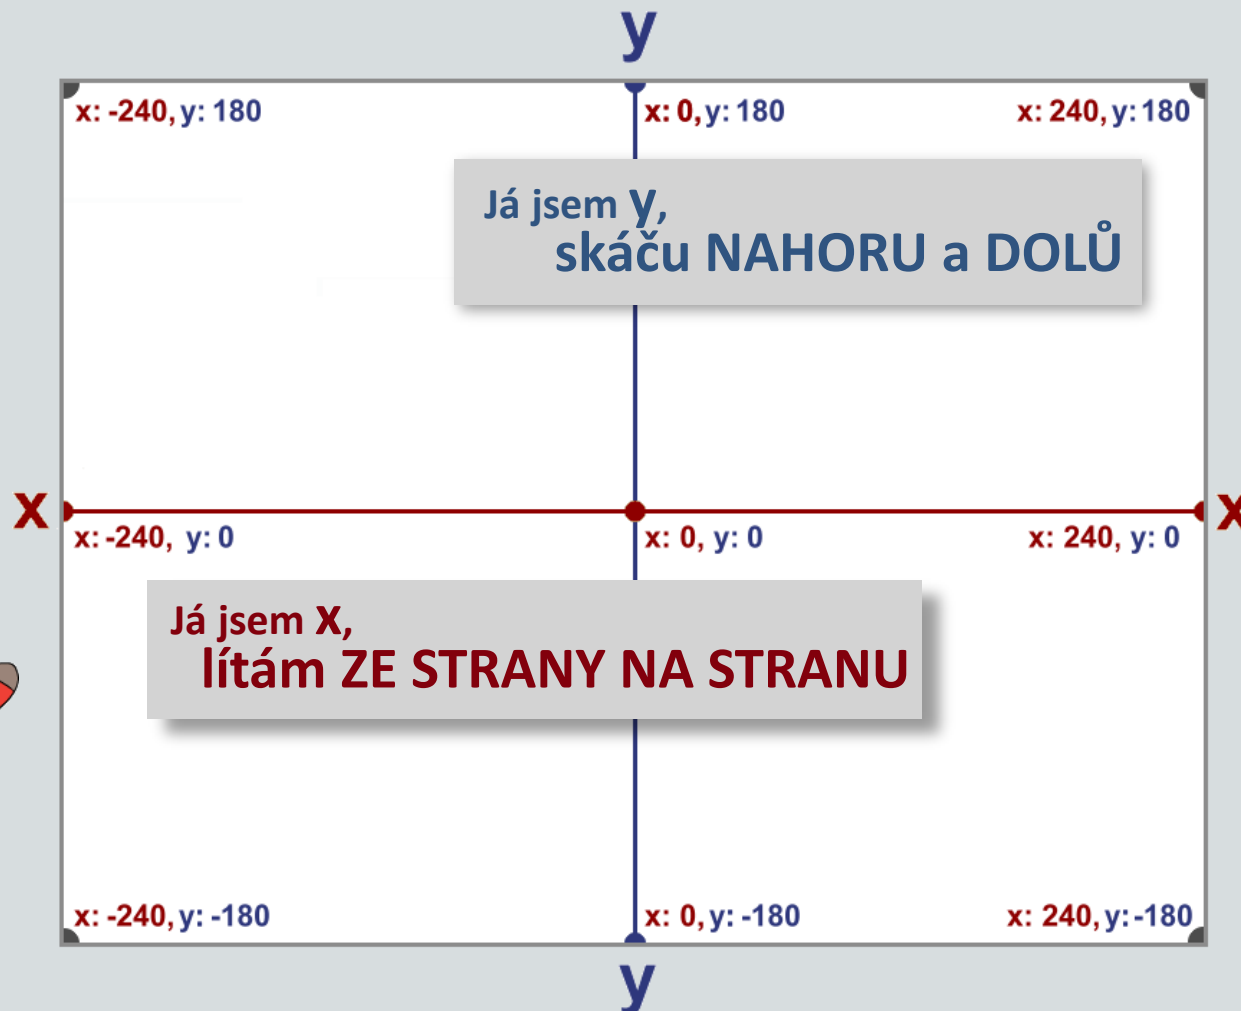 y
x: -240, y: 180 x: 0, y: 180 x: 240, y: 180
Já jsem y,
skáču NAHORU a DOLŮ
x x
x: -240, y: 0 x: 0, y: 0 x: 240, y: 0
Já jsem x,
lítám ZE STRANY NA STRANU
x: -240, y: -180 x: 0, y: -180 x: 240, y: -180
y